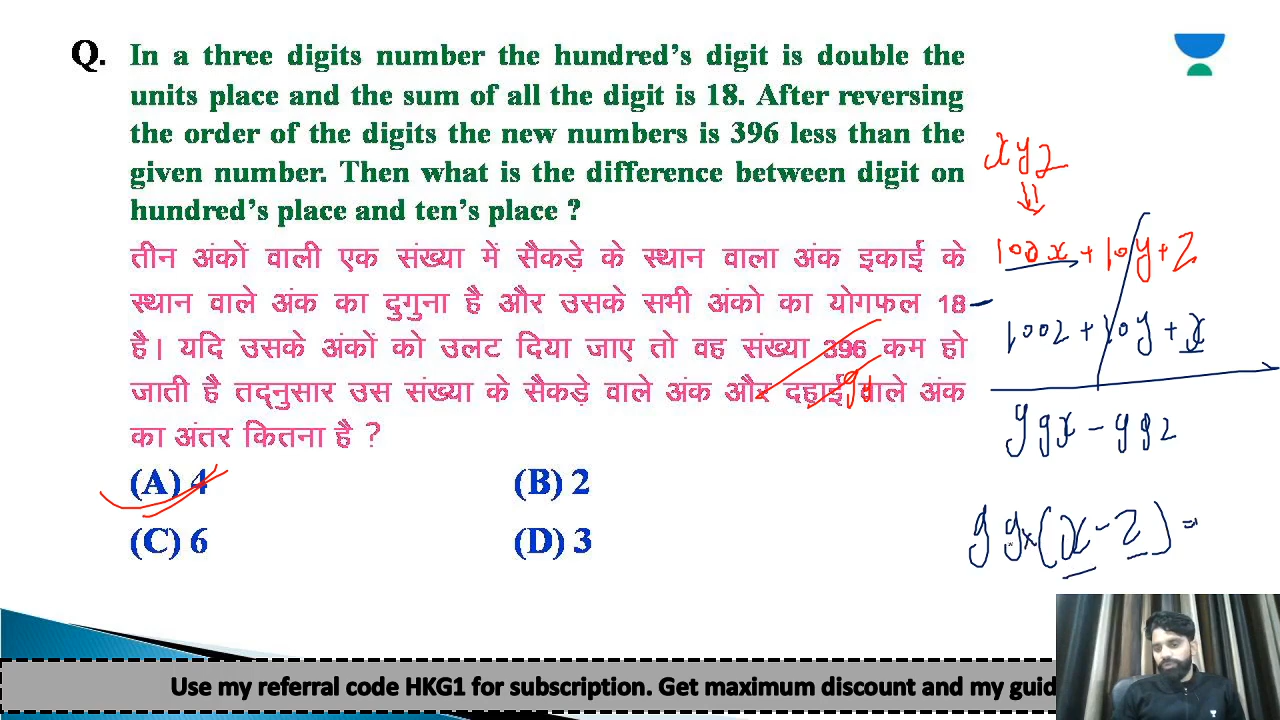 Q. In a three digits number the hundred's digit is double the
units place and the sum of all the digit is 18. After reversing
the order of the digits the new numbers is 396 less than the
given number. Then what is the difference between digit on
hundred's place and ten's place ?
तीन अंकों वाली एक संख्या में सैकड़े के स्थान वाला अंक इकाई के
स्थान वाले अंक का दुगुना है और उसके सभी अंको का योगफल 18
है। यदि उसके अंकों को उलट दिया जाए तो वह संख्या 396 कम हो
जाती है तद्नुसार उस संख्या के सैकड़े वाले अंक और दहाई वाले अंक
का अंतर कितना है ?
(A) 4
(B) 2
(C) 6
(D) 3
xyz
100x + 10y + z
100z + 10y + x
99x - 99z
99x(x - z) =
99
Use my referral code HKG1 for subscription. Get maximum discount and my guid